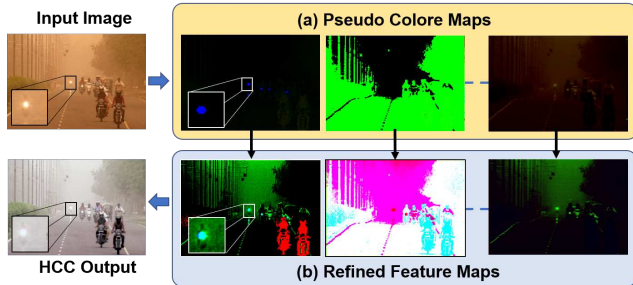 Input Image
(a) Pseudo Colore Maps
HCC Output
(b) Refined Feature Maps